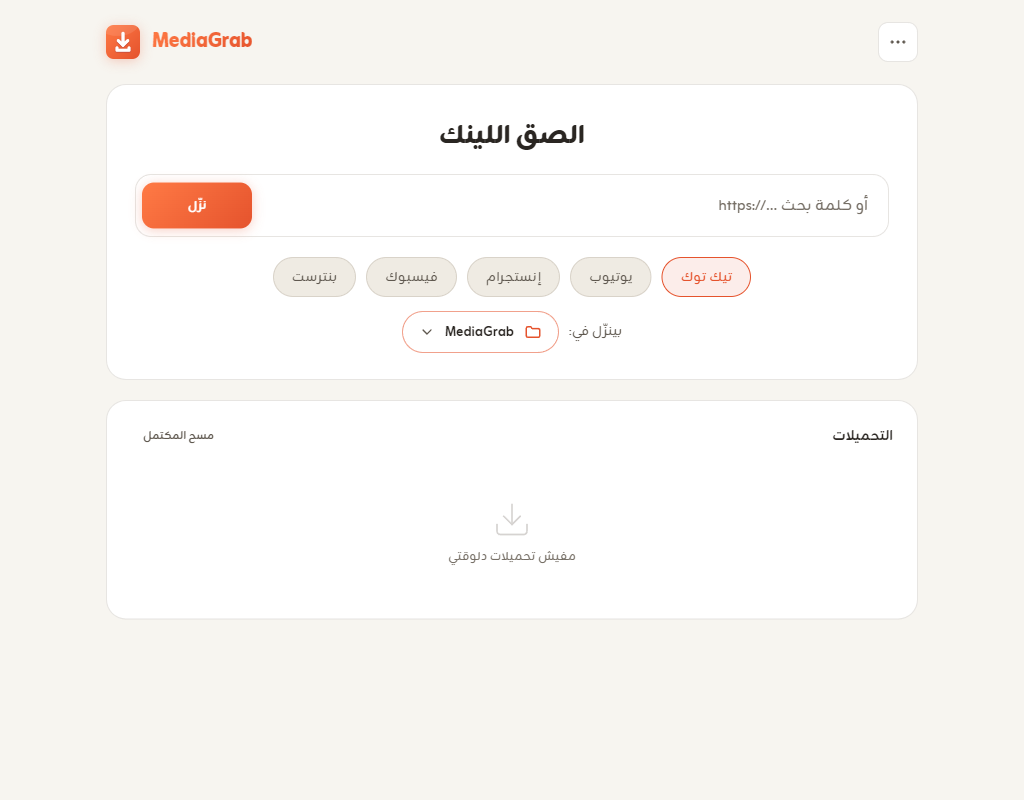 MediaGrab
الصق اللينك
https://... أو كلمة بحث
نزّل
تيك توك
يوتيوب
إنستجرام
فيسبوك
بنترست
بينزّل في:
MediaGrab
التحميلات
مسح المكتمل
مفيش تحميلات دلوقتي